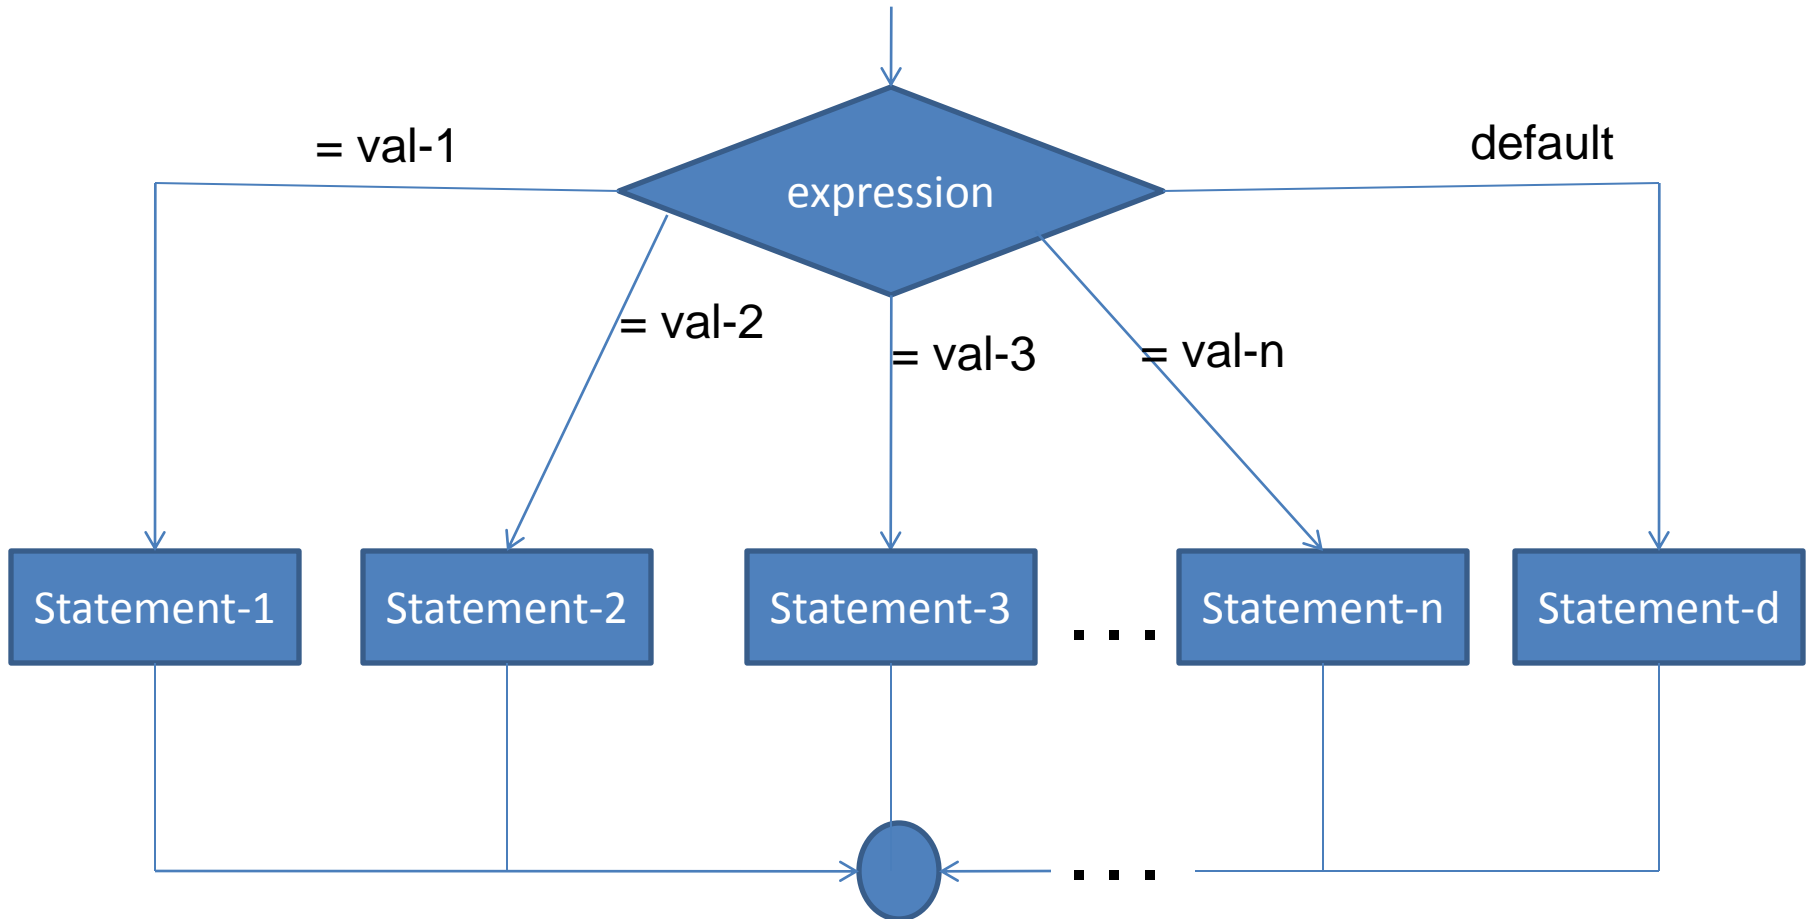 = val-1
default
expression
= val-2
= val-3
= val-n
Statement-1
Statement-2
Statement-3
. . .
Statement-n
Statement-d
. . .